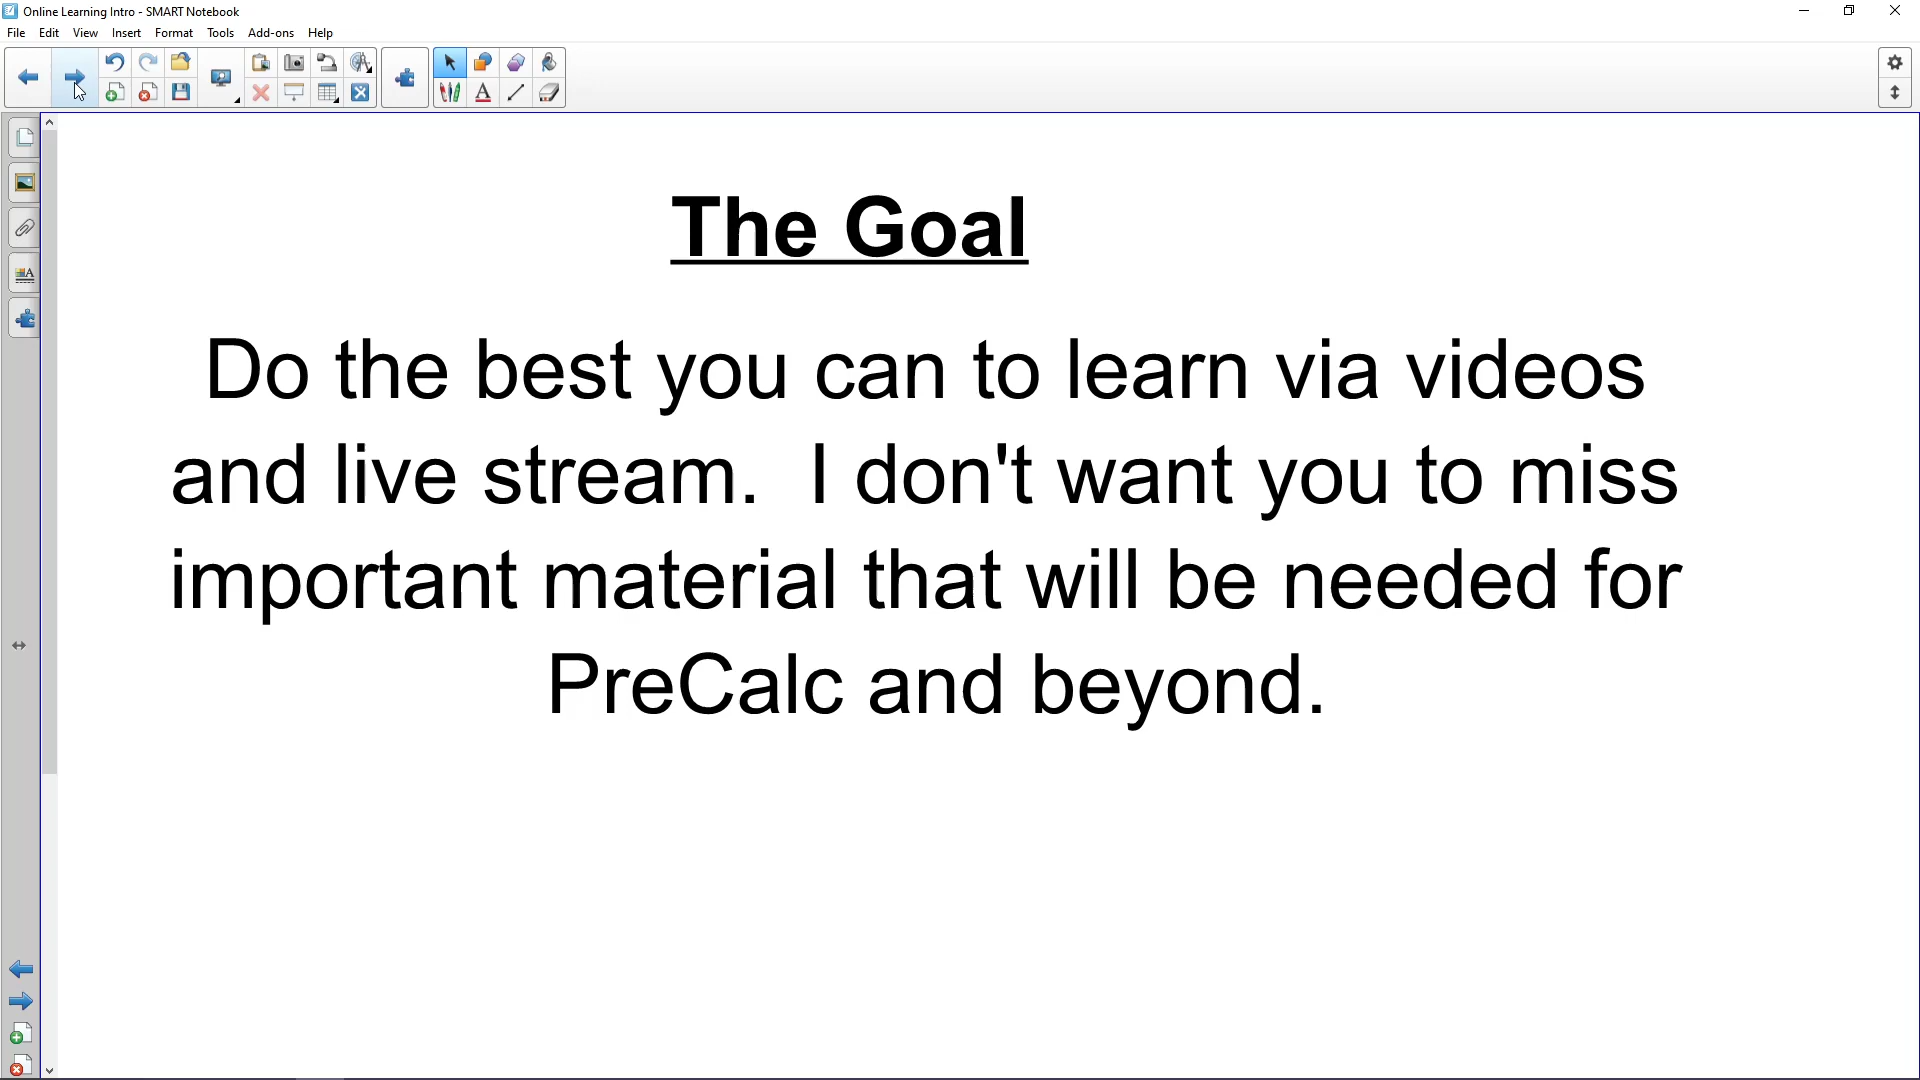 Online Learning Intro - SMART Notebook
File Edit View Insert Format Tools Add-ons Help
The Goal
Do the best you can to learn via videos
and live stream.  I don't want you to miss
important material that will be needed for
PreCalc and beyond.